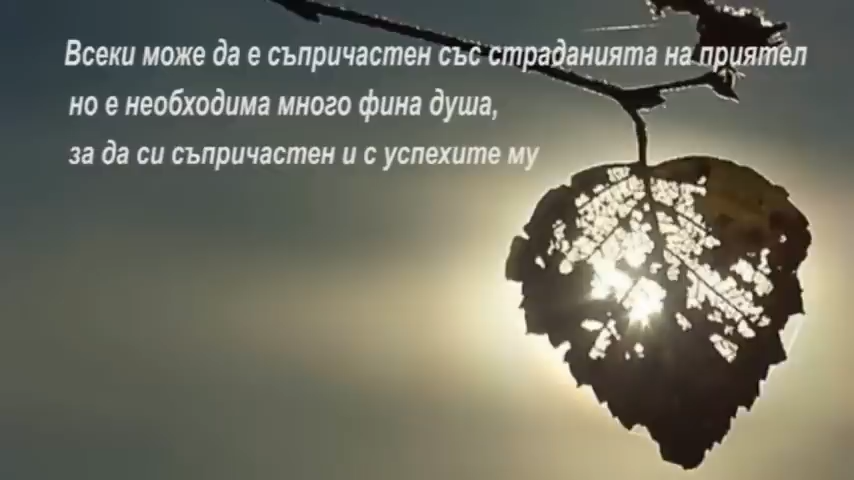 Всеки може да е съпричастен със страданията на приятел
но е необходима много фина душа,
за да си съпричастен и с успехите му